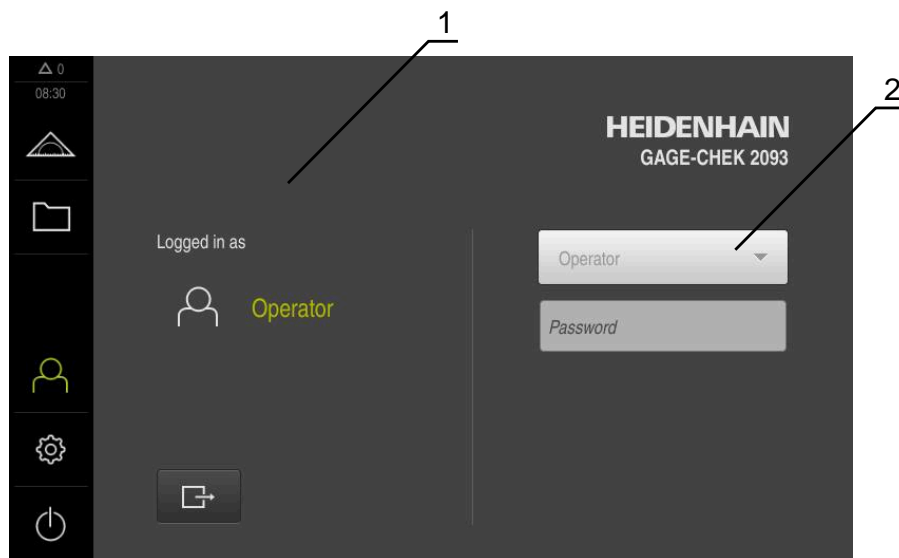 1
2
0
08:30
HEIDENHAIN
GAGE-CHEK 2093
Logged in as
Operator
Operator
Password